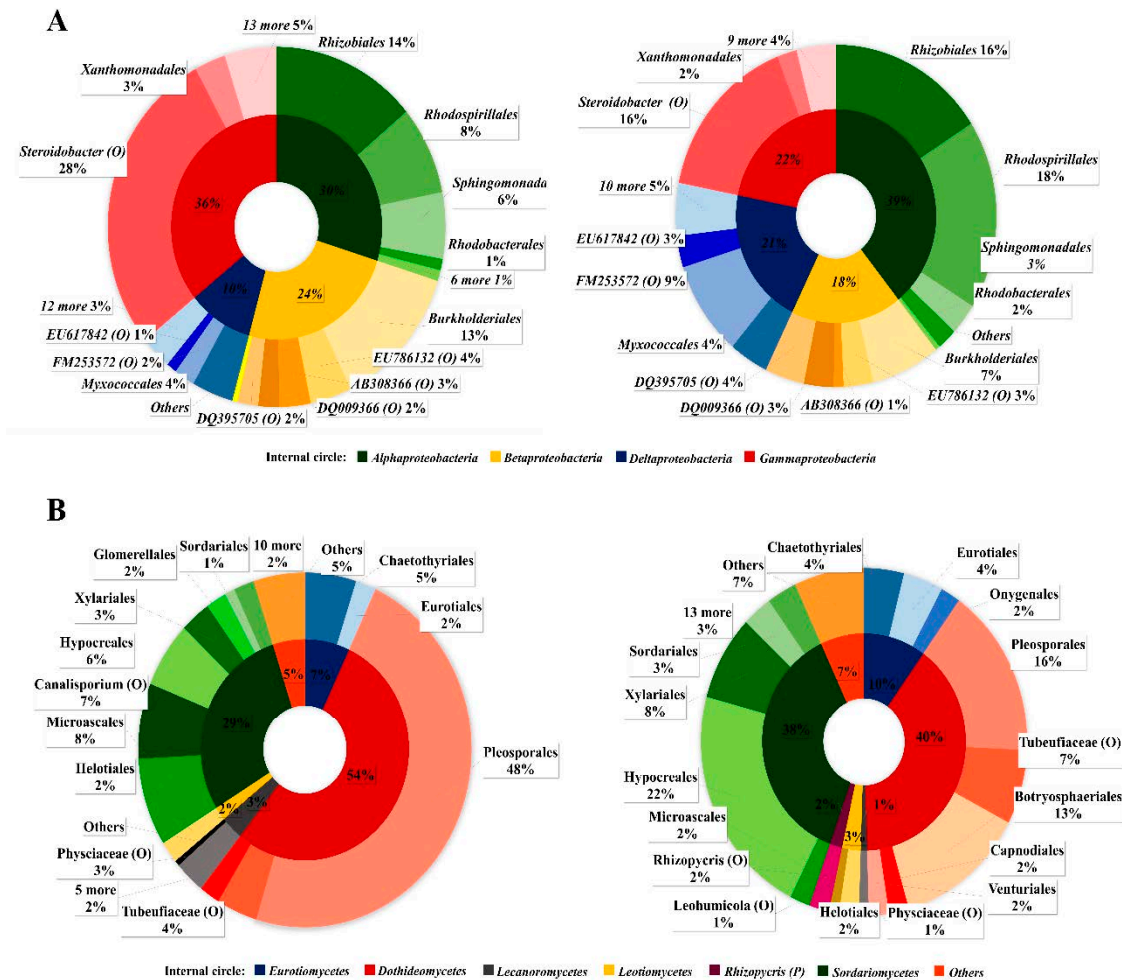 A
13 more 5%
Rhizobiales 14%
Xanthomonadales
3%
Rhodospirillales
8%
Steroidobacter (O)
28%
36%
30%
Sphingomonada
6%
Rhodobacterales
1%
6 more 1%
10%
24%
12 more 3%
Burkholderiales
13%
EU617842 (O) 1%
EU786132 (O) 4%
FM253572 (O) 2%
AB308366 (O) 3%
Myxococcales 4%
Others
DQ009366 (O) 2%
DQ395705 (O) 2%
9 more 4%
Rhizobiales 16%
Xanthomonadales
2%
Steroidobacter (O)
16%
22%
Rhodospirillales
18%
10 more 5%
39%
EU617842 (O) 3%
21%
Sphingomonadales
3%
FM253572 (O) 9%
18%
Rhodobacterales
2%
Others
Myxococcales 4%
Burkholderiales
7%
DQ395705 (O) 4%
EU786132 (O) 3%
DQ009366 (O) 3%
AB308366 (O) 1%
Internal circle: Alphaproteobacteria Betaproteobacteria Deltaproteobacteria Gammaproteobacteria
B
Sordariales
1%
10 more
2%
Others
5%
Glomerellales
2%
Chaetothyriales
5%
Xylariales
3%
Eurotiales
2%
Hypocreales
6%
5%
7%
Canalisporium (O)
7%
29%
Microascales
8%
Pleosporales
48%
54%
Helotiales
2%
2%
3%
Others
Physciaceae (O)
3%
5 more
2%
Tubeufiaceae (O)
4%
Chaetothyriales
4%
Eurotiales
4%
Others
7%
Onygenales
2%
13 more
3%
Pleosporales
16%
Sordariales
3%
7%
10%
Xylariales
8%
38%
40%
Tubeufiaceae (O)
7%
Hypocreales
22%
Botryosphaeriales
13%
Microascales
2%
2%
3%
1%
Capnodiales
2%
Rhizopycris (O)
2%
Venturiales
2%
Leohumicola (O)
1%
Helotiales
2%
Physciaceae (O)
1%
Internal circle: Eurotiomycetes Dothideomycetes Lecanoromycetes Leotiomycetes Rhizopycris (P) Sordariomycetes Others